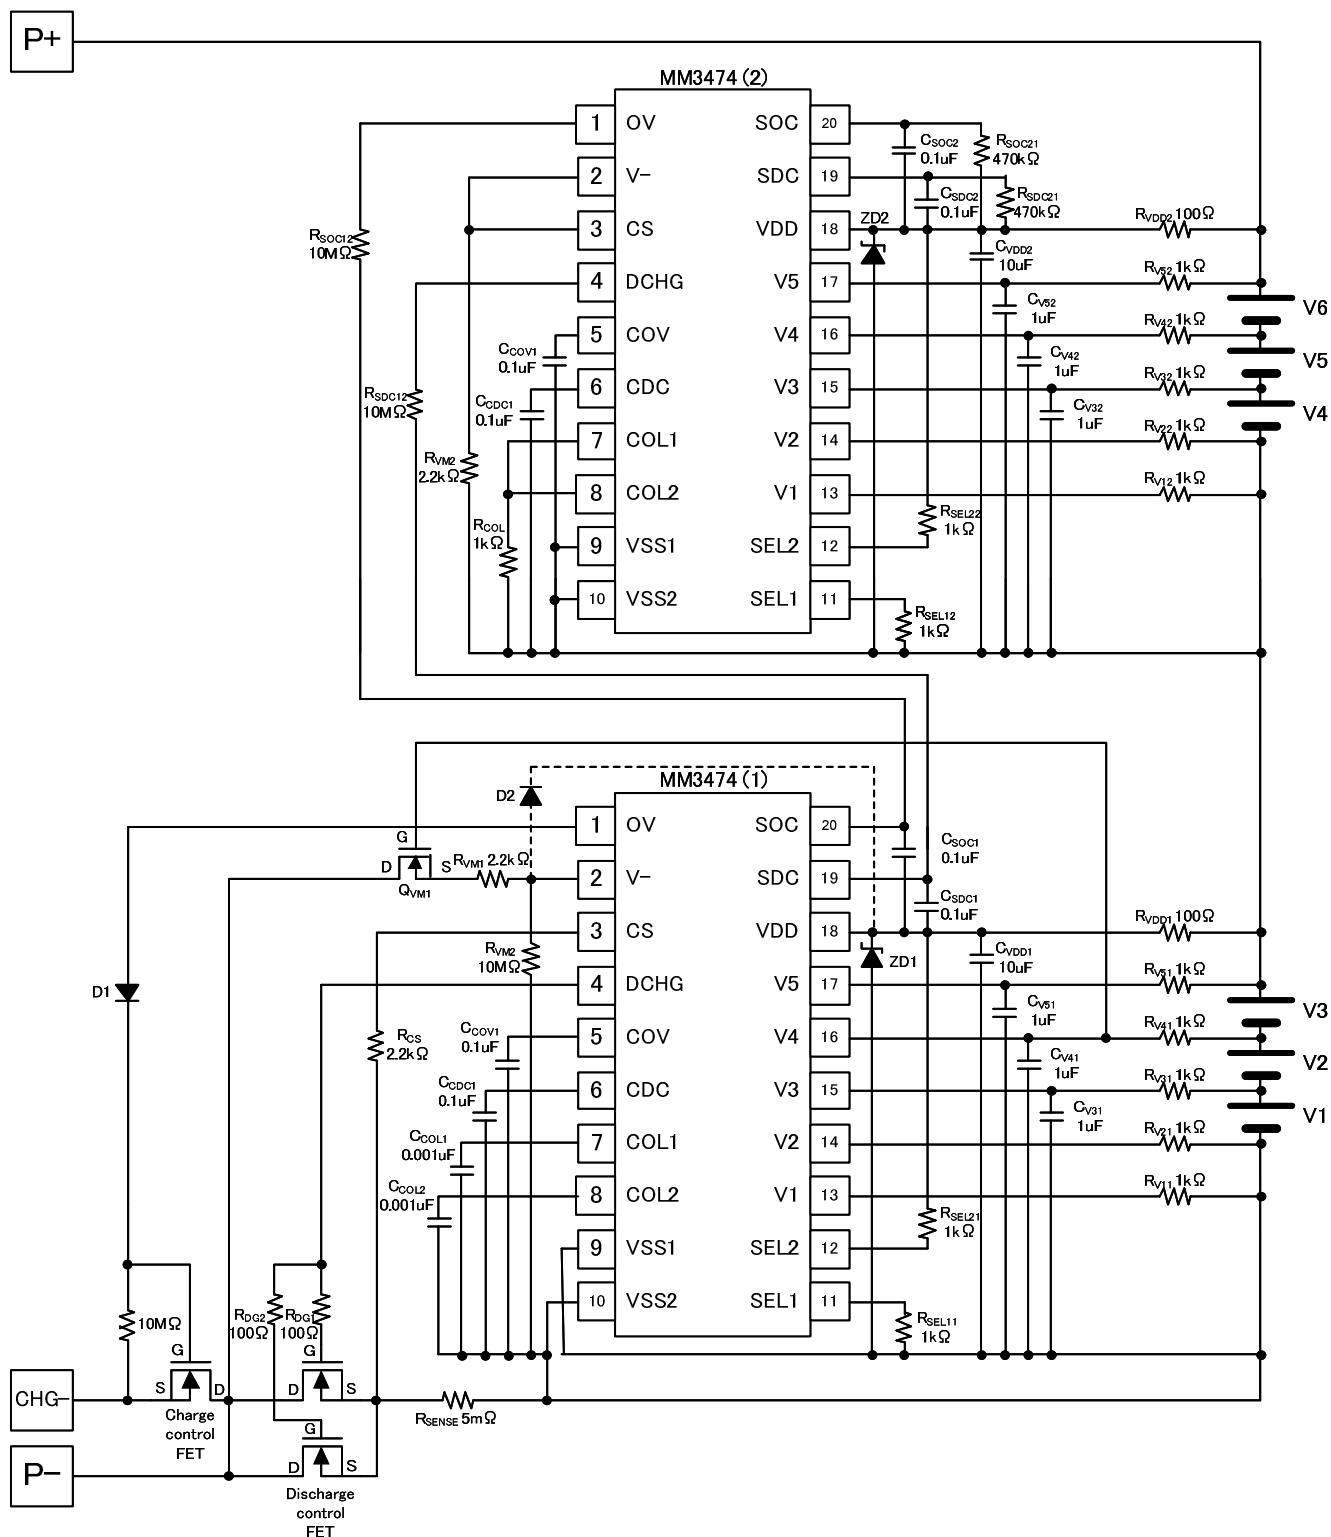 P+
MM3474(2)
1 OV SOC 20
2 V- SDC 19
3 CS VDD 18
4 DCHG V5 17
5 COV V4 16
6 CDC V3 15
7 COL1 V2 14
8 COL2 V1 13
9 VSS1 SEL2 12
10 VSS2 SEL1 11
RSOC12
10MΩ
RSDC12
10MΩ
RVM2
2.2kΩ
CCOV1
0.1uF
CCDC1
0.1uF
RCOL
1kΩ
CSOC2
0.1uF
RSOC21
470kΩ
CSDC2
0.1uF
RSDC21
470kΩ
ZD2
CVDD2
10uF
CV52
1uF
CV42
1uF
CV32
1uF
RVDD2 100Ω
RV52 1kΩ
RV42 1kΩ
RV32 1kΩ
RV22 1kΩ
RV12 1kΩ
V6
V5
V4
RSEL22
1kΩ
RSEL12
1kΩ
MM3474(1)
D2
1 OV SOC 20
2 V- SDC 19
3 CS VDD 18
4 DCHG V5 17
5 COV V4 16
6 CDC V3 15
7 COL1 V2 14
8 COL2 V1 13
9 VSS1 SEL2 12
10 VSS2 SEL1 11
G
D S
QVM1
RVM1 2.2kΩ
RVM2
10MΩ
D1
RCS
2.2kΩ
CCOV1
0.1uF
CCDC1
0.1uF
CCOL1
0.001uF
CCOL2
0.001uF
CSOC1
0.1uF
CSDC1
0.1uF
ZD1
CVDD1
10uF
CV51
1uF
CV41
1uF
CV31
1uF
RVDD1 100Ω
RV51 1kΩ
RV41 1kΩ
RV31 1kΩ
RV21 1kΩ
RV11 1kΩ
V3
V2
V1
RSEL21
1kΩ
RSEL11
1kΩ
10MΩ
RDG2
100Ω
RDG1
100Ω
G
S D
G
D S
CHG-
Charge
control
FET
RSENSE 5mΩ
G
D S
P-
Discharge
control
FET